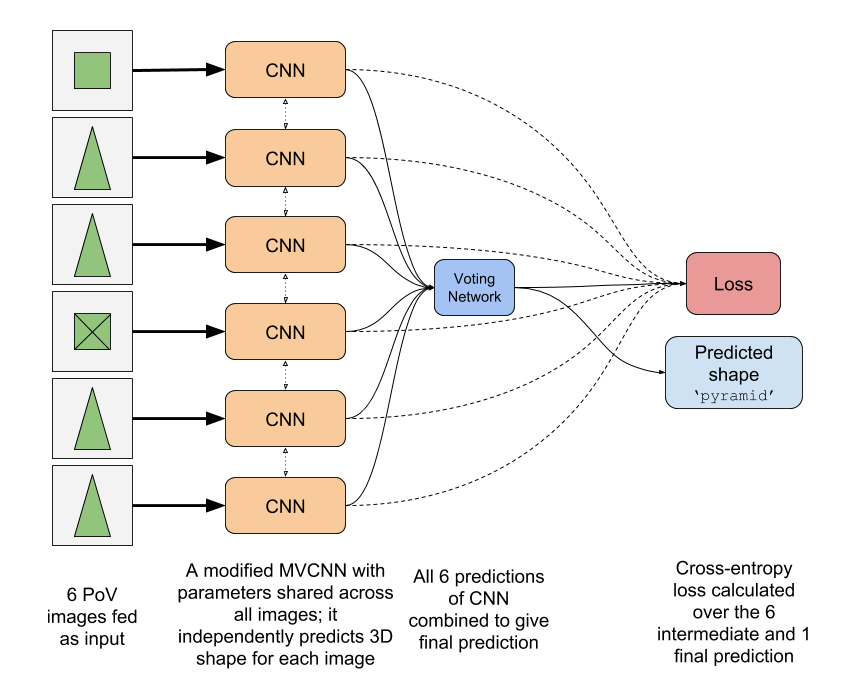 CNN
CNN
CNN
CNN
CNN
CNN
Voting
Network
Loss
Predicted
shape
‘pyramid’
6 PoV
images fed
as input
A modified MVCNN with
parameters shared across
all images; it
independently predicts 3D
shape for each image
All 6 predictions
of CNN
combined to give
final prediction
Cross-entropy
loss calculated
over the 6
intermediate and 1
final prediction